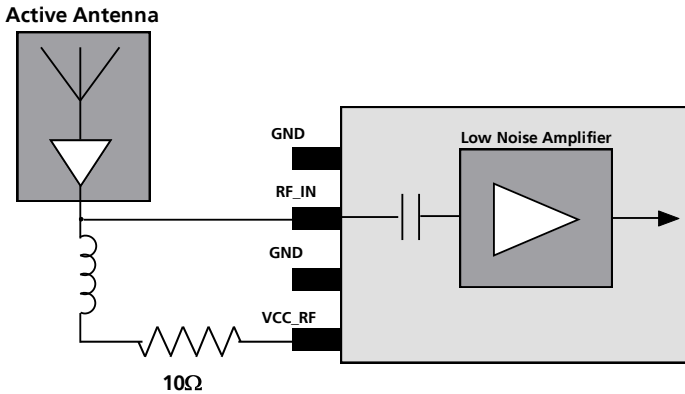 Active Antenna
GND
Low Noise Amplifier
RF_IN
GND
VCC_RF
10Ω